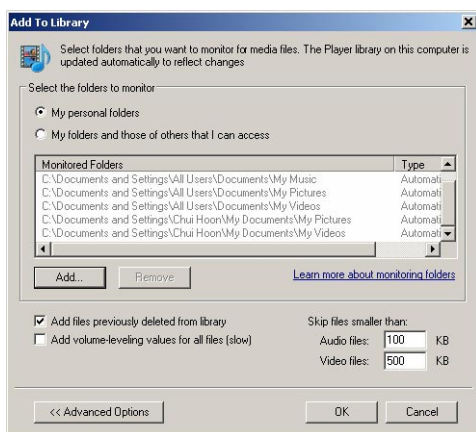 Add To Library
Select folders that you want to monitor for media files. The Player library on this computer is
updated automatically to reflect changes
Select the folders to monitor
My personal folders
My folders and those of others that I can access
Monitored Folders Type
C:\Documents and Settings\All Users\Documents\My Music Automati
C:\Documents and Settings\All Users\Documents\My Pictures Automati
C:\Documents and Settings\All Users\Documents\My Videos Automati
C:\Documents and Settings\Chui Hoon\My Documents\My Pictures Automati
C:\Documents and Settings\Chui Hoon\My Documents\My Videos Automati
Add... Remove Learn more about monitoring folders
Add files previously deleted from library Skip files smaller than:
Add volume-leveling values for all files (slow) Audio files: 100 KB
Video files: 500 KB
<< Advanced Options OK Cancel